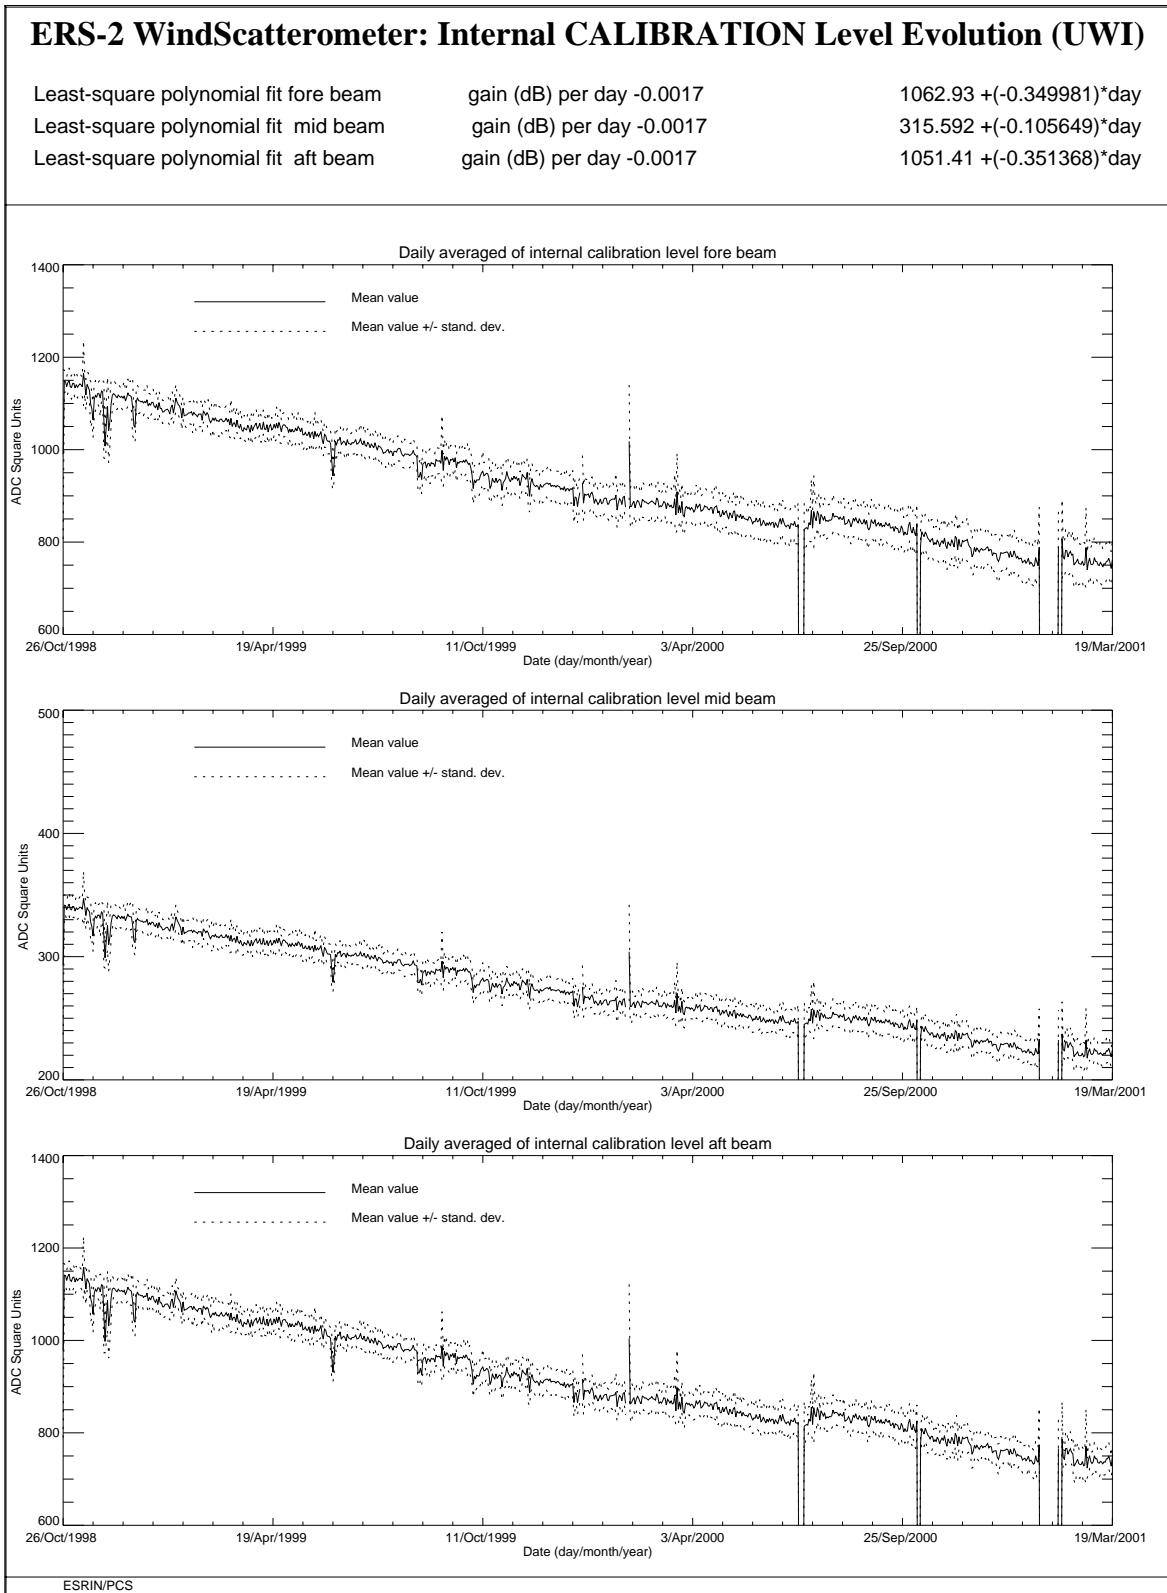 ERS-2 WindScatterometer: Internal CALIBRATION Level Evolution (UWI)
Least-square polynomial fit fore beam gain (dB) per day -0.0017 1062.93 +(-0.349981)*day
Least-square polynomial fit mid beam gain (dB) per day -0.0017 315.592 +(-0.105649)*day
Least-square polynomial fit aft beam gain (dB) per day -0.0017 1051.41 +(-0.351368)*day
Daily averaged of internal calibration level fore beam
1400
1200
1000
800
600
ADC Square Units
Mean value
Mean value +/- stand. dev.
26/Oct/1998 19/Apr/1999 11/Oct/1999 3/Apr/2000 25/Sep/2000 19/Mar/2001
Date (day/month/year)
Daily averaged of internal calibration level mid beam
500
400
300
200
ADC Square Units
Mean value
Mean value +/- stand. dev.
26/Oct/1998 19/Apr/1999 11/Oct/1999 3/Apr/2000 25/Sep/2000 19/Mar/2001
Date (day/month/year)
Daily averaged of internal calibration level aft beam
1400
1200
1000
800
600
ADC Square Units
Mean value
Mean value +/- stand. dev.
26/Oct/1998 19/Apr/1999 11/Oct/1999 3/Apr/2000 25/Sep/2000 19/Mar/2001
Date (day/month/year)
ESRIN/PCS